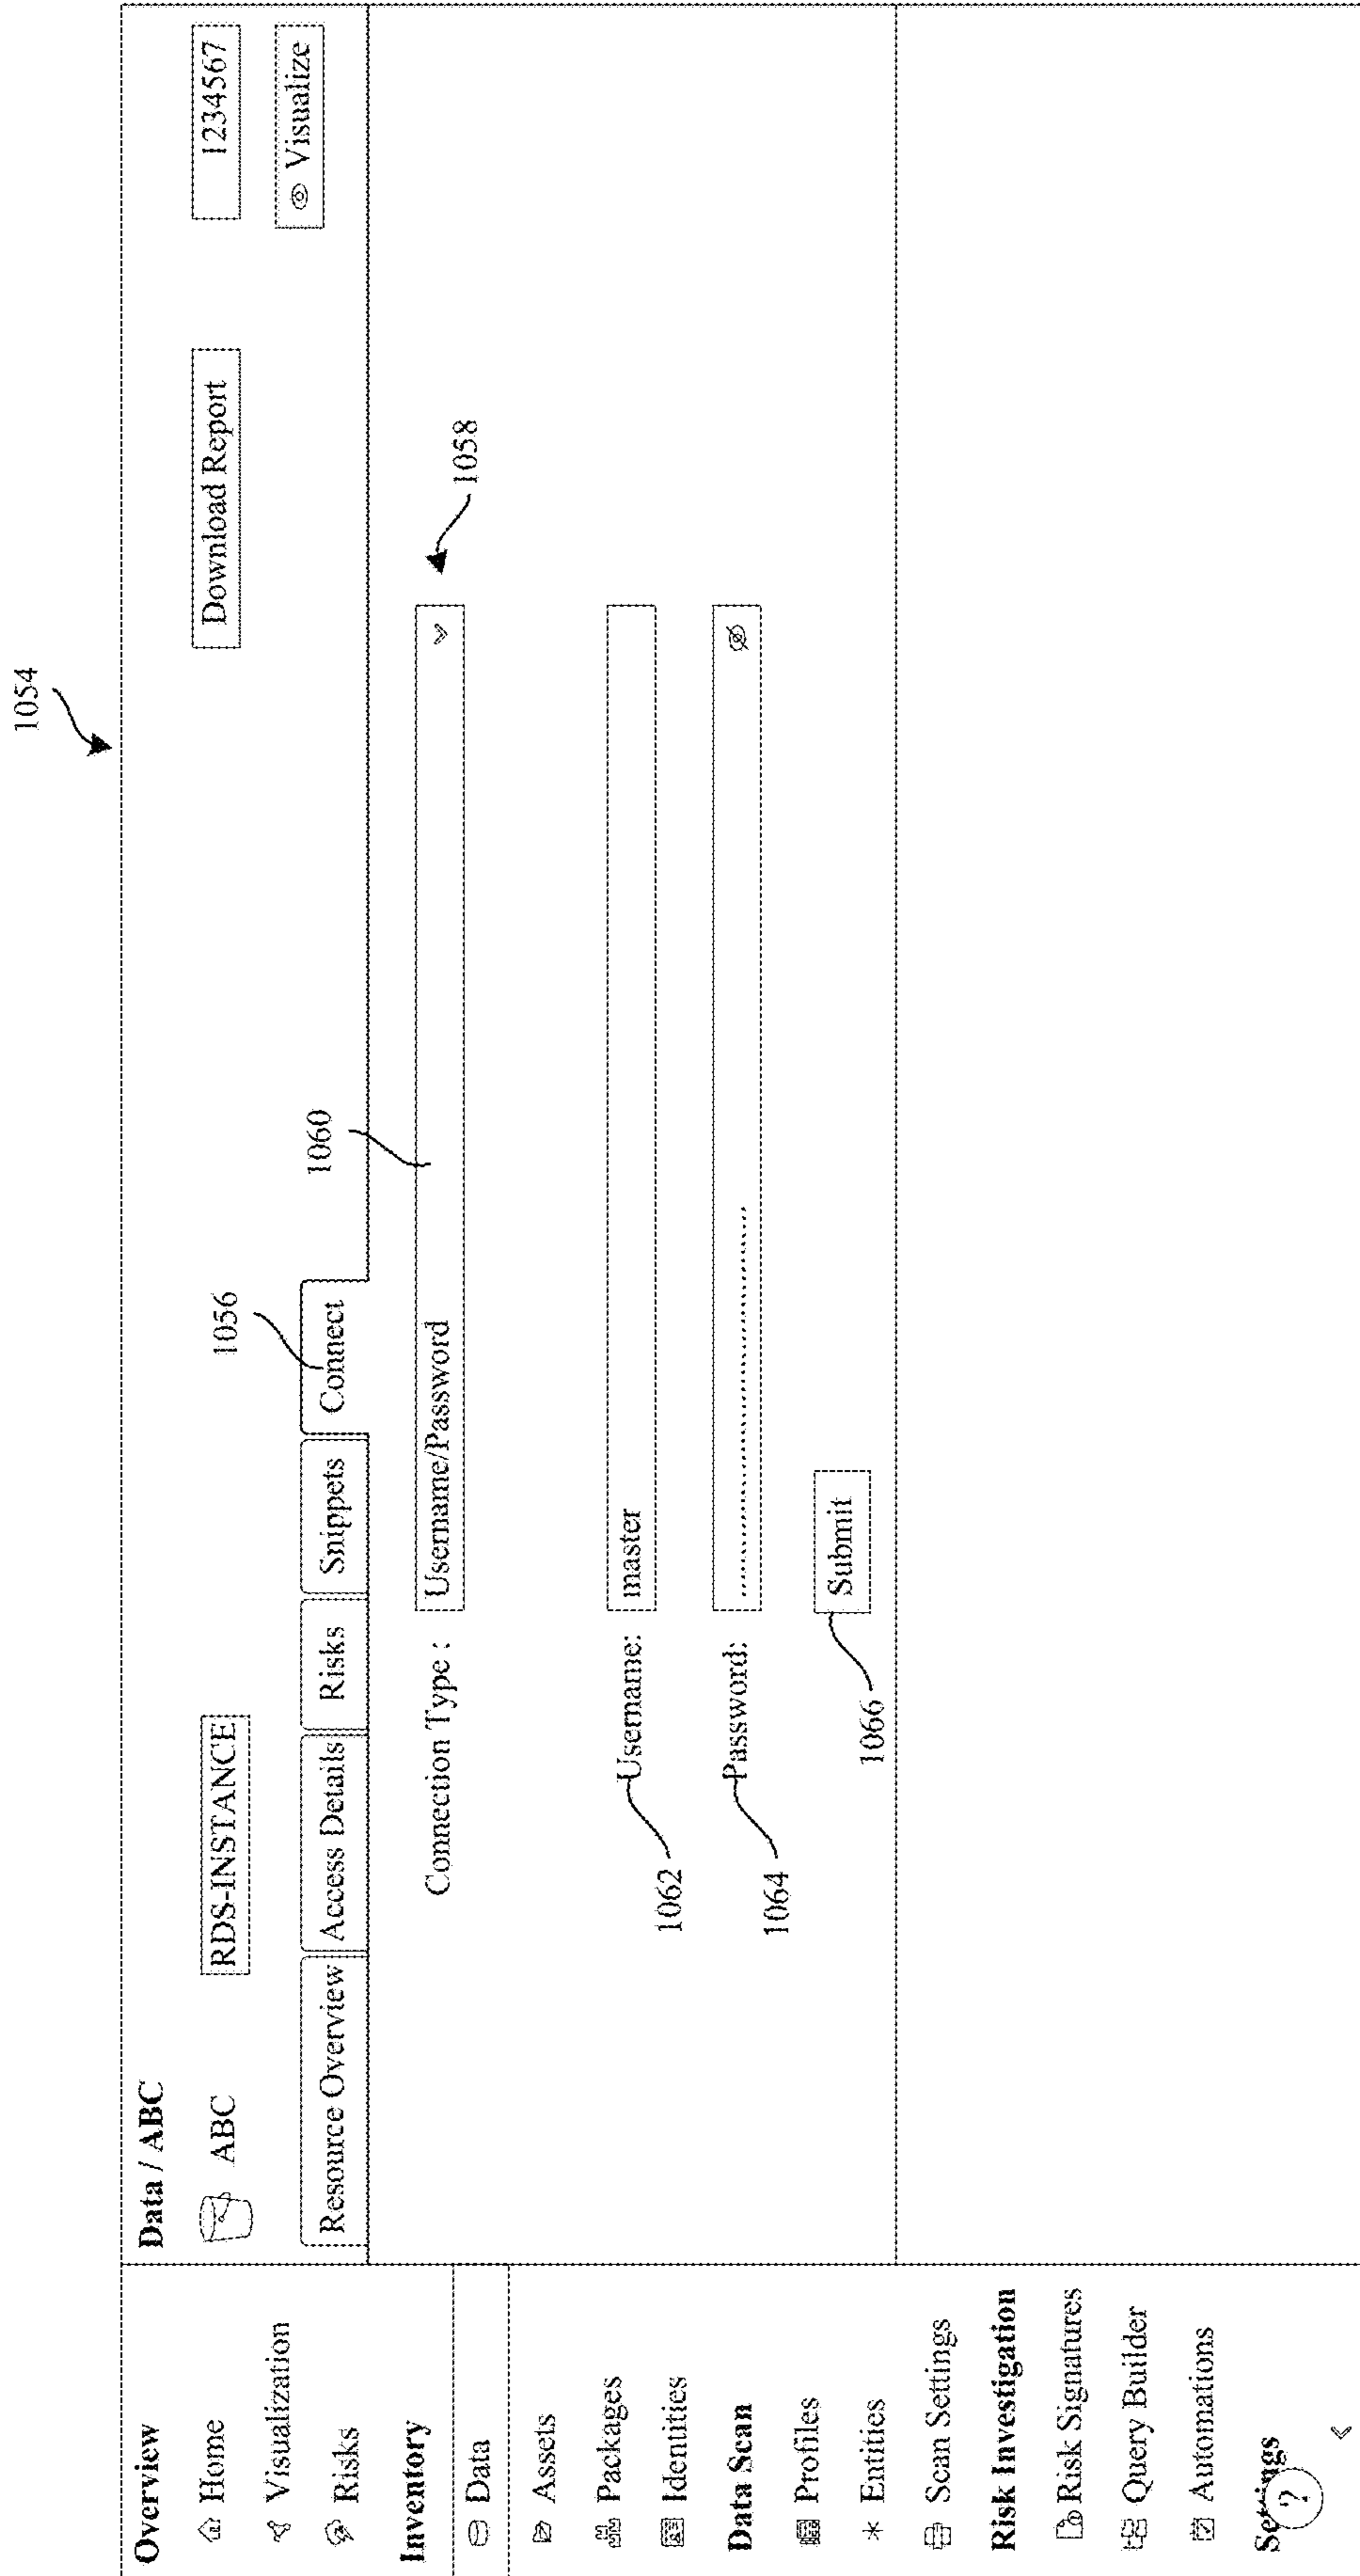 1054
Overview
Home
Visualization
Risks
Inventory
Data
Assets
Packages
Identities
Data Scan
Profiles
Entities
Scan Settings
Risk Investigation
Risk Signatures
Query Builder
Automations
Settings
?
Data / ABC
ABC
RDS-INSTANCE
Download Report
1234567
Visualize
1056
1060
Resource Overview
Access Details
Risks
Snippets
Connect
1058
Connection Type :
Username/Password
Username:
master
1062
Password:
1064
Submit
1066